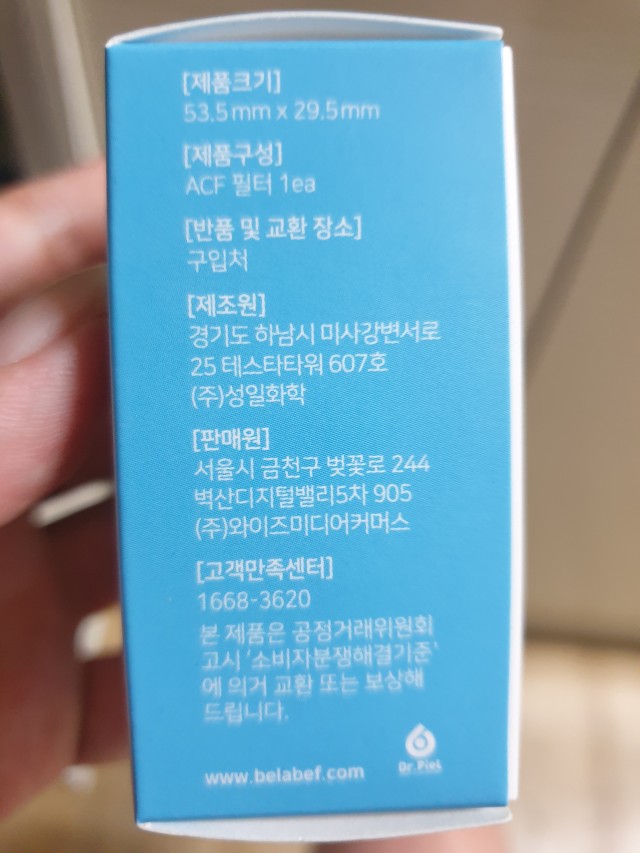 [제품크기]
53.5mm x 29.5mm
[제품구성]
ACF 필터 1ea
[반품 및 교환 장소]
구입처
[제조원]
경기도 하남시 미사강변서로
25 테스타타워 607호
(주)성일화학
[판매원]
서울시 금천구 벚꽃로 244
벽산디지털밸리5차 905
(주)와이즈미디어커머스
[고객만족센터]
1668-3620
본 제품은 공정거래위원회
고시 '소비자분쟁해결기준'
에 의거 교환 또는 보상해
드립니다.
www.belabef.com
Dr.Piel